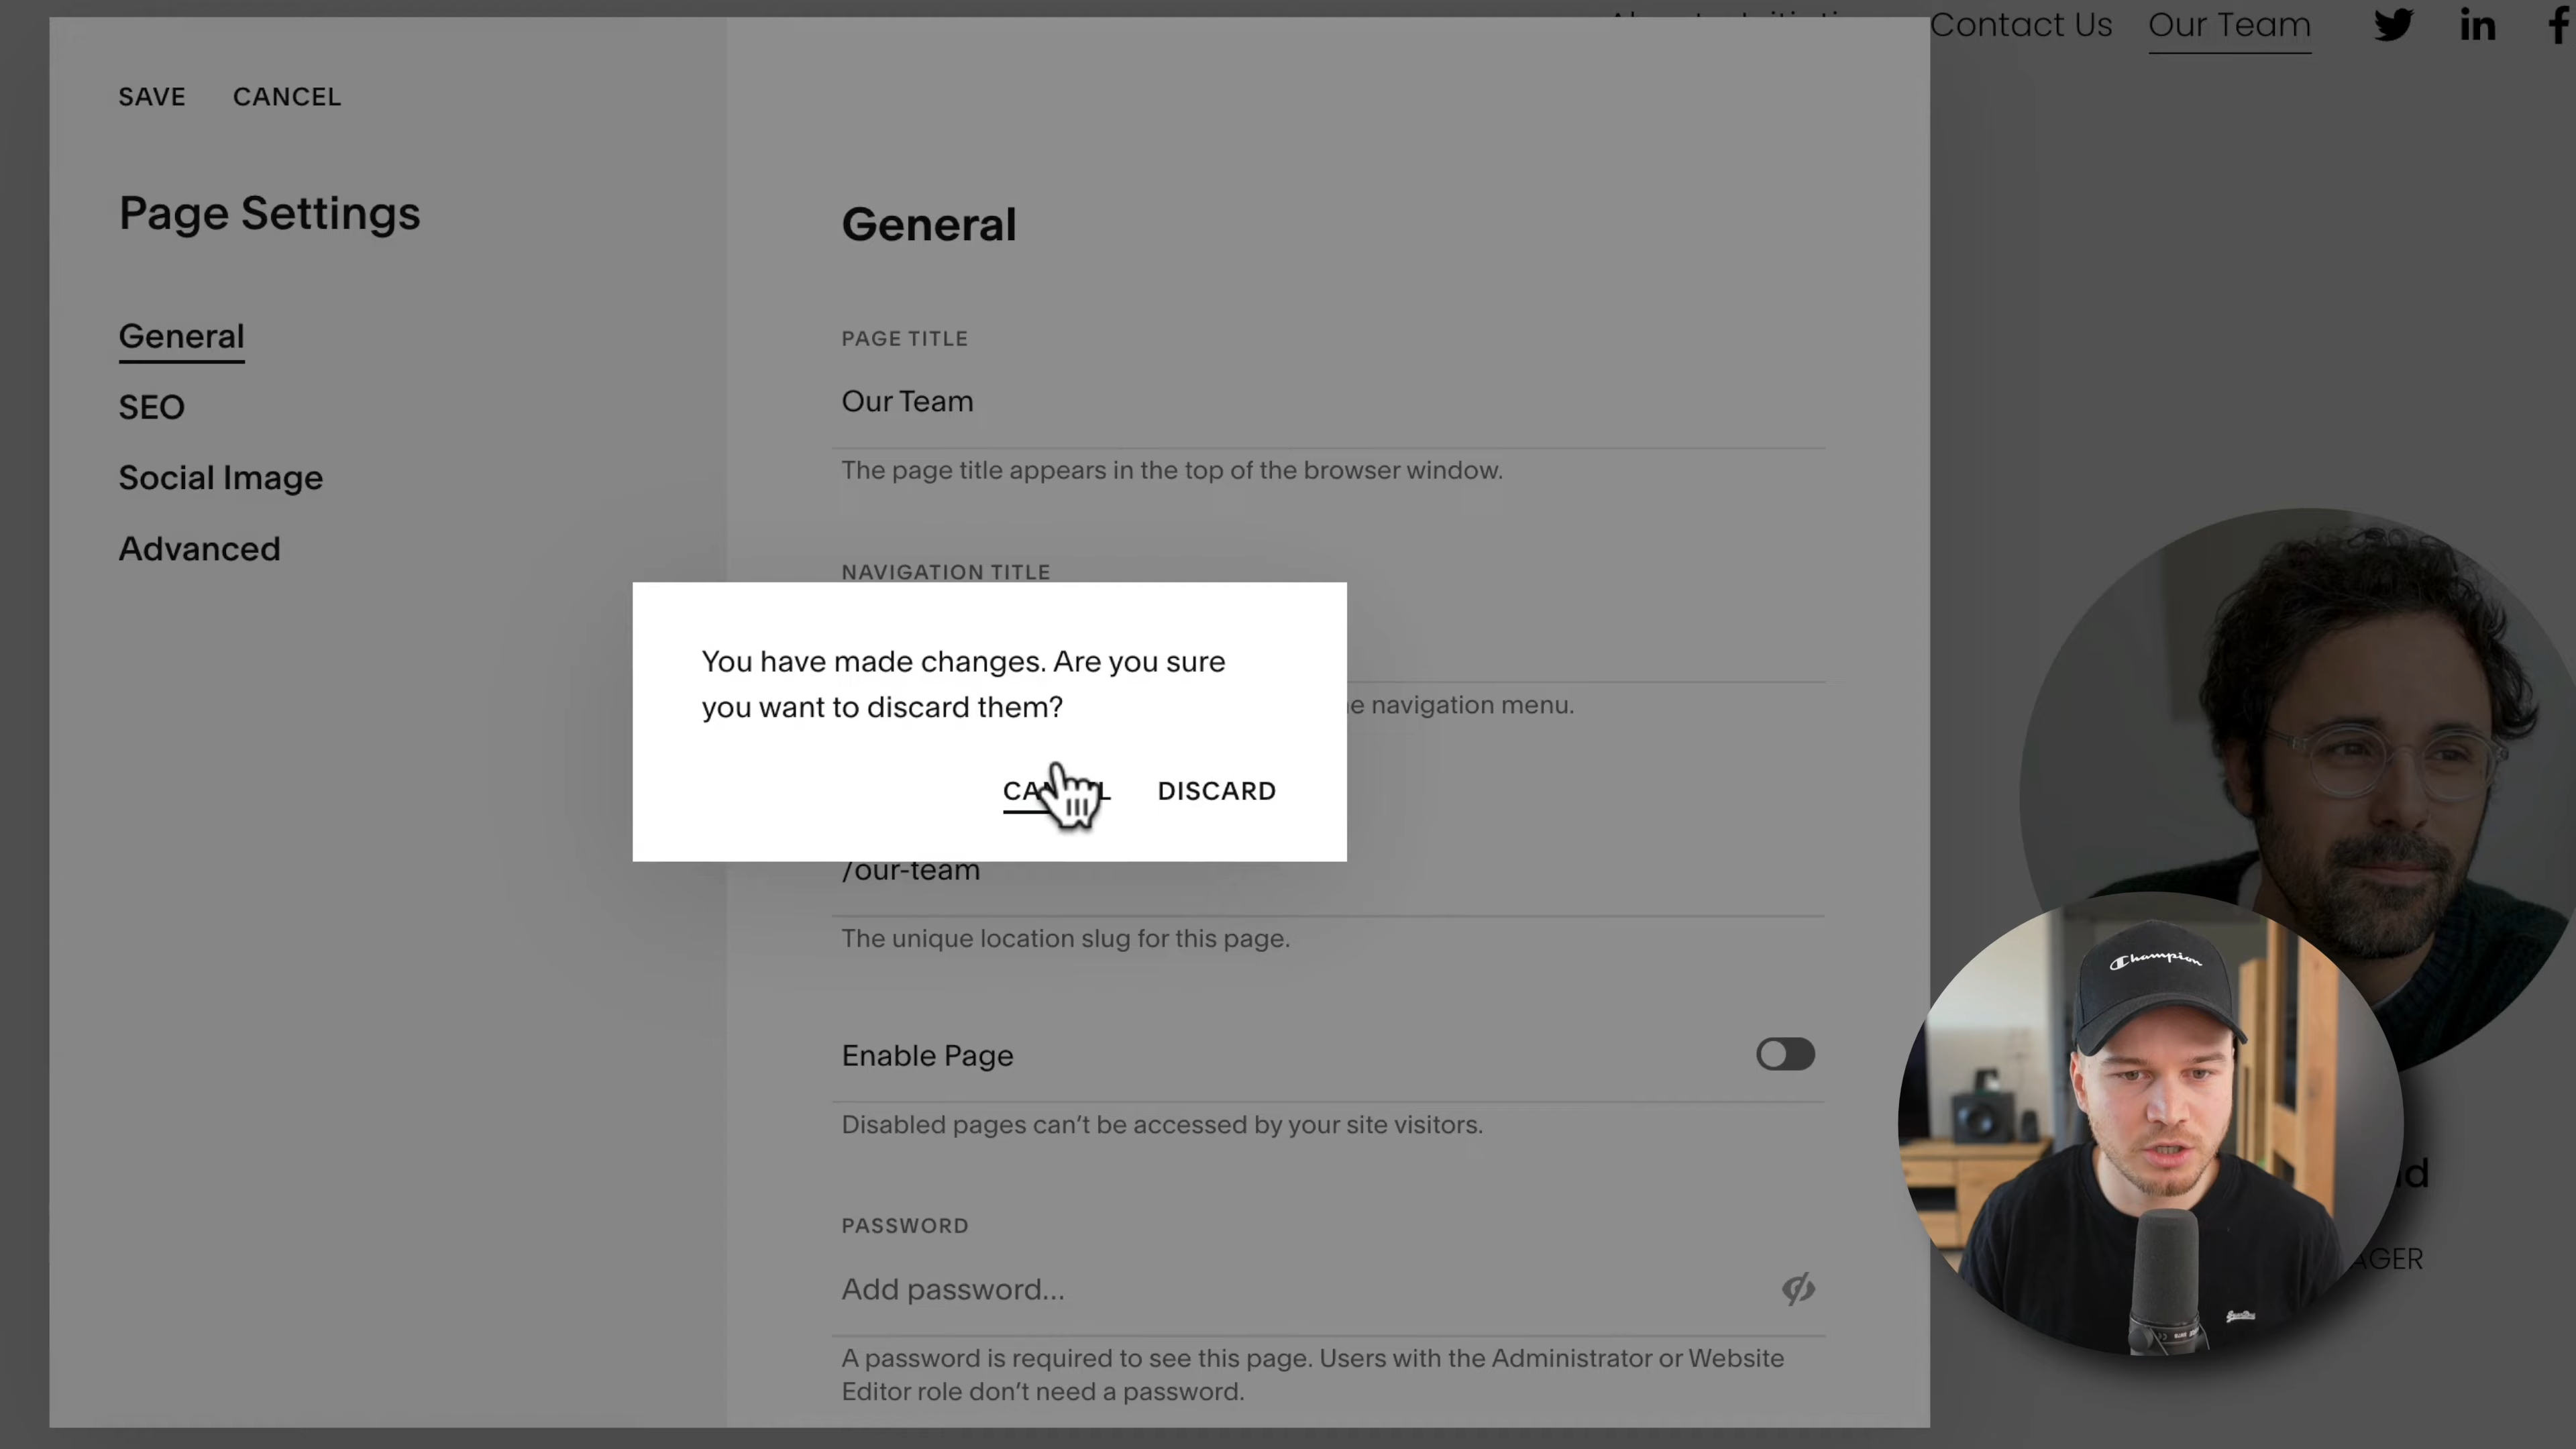 Contact Us Our Team
SAVE CANCEL
Page Settings
General
SEO
Social Image
Advanced
General
PAGE TITLE
Our Team
The page title appears in the top of the browser window.
NAVIGATION TITLE
You have made changes. Are you sure
you want to discard them?
DISCARD
navigation menu.
/our-team
The unique location slug for this page.
Enable Page
Disabled pages can't be accessed by your site visitors.
PASSWORD
Add password...
A password is required to see this page. Users with the Administrator or Website
Editor role don't need a password.
Champion